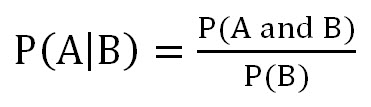 P(A|B) = P(A and B) / P(B)